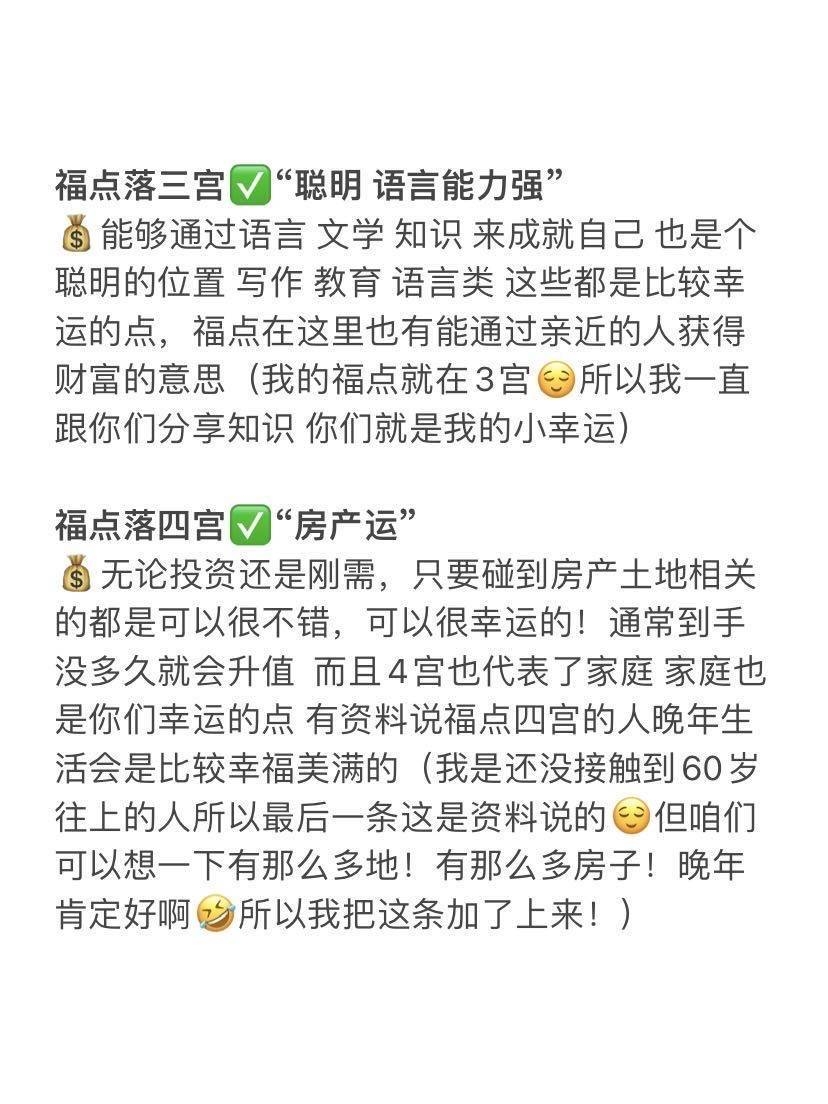 福点落三宫✅“聪明 语言能力强”
💰能够通过语言 文学 知识 来成就自己 也是个
聪明的位置 写作 教育 语言类 这些都是比较幸
运的点，福点在这里也有能通过亲近的人获得
财富的意思（我的福点就在3宫😌所以我一直
跟你们分享知识 你们就是我的小幸运）
福点落四宫✅“房产运”
💰无论投资还是刚需，只要碰到房产土地相关
的都是可以很不错，可以很幸运的！通常到手
没多久就会升值  而且4宫也代表了家庭 家庭也
是你们幸运的点 有资料说福点四宫的人晚年生
活会是比较幸福美满的（我是还没接触到60岁
往上的人所以最后一条这是资料说的😌但咱们
可以想一下有那么多地！有那么多房子！晚年
肯定好啊🤣所以我把这条加了上来！）